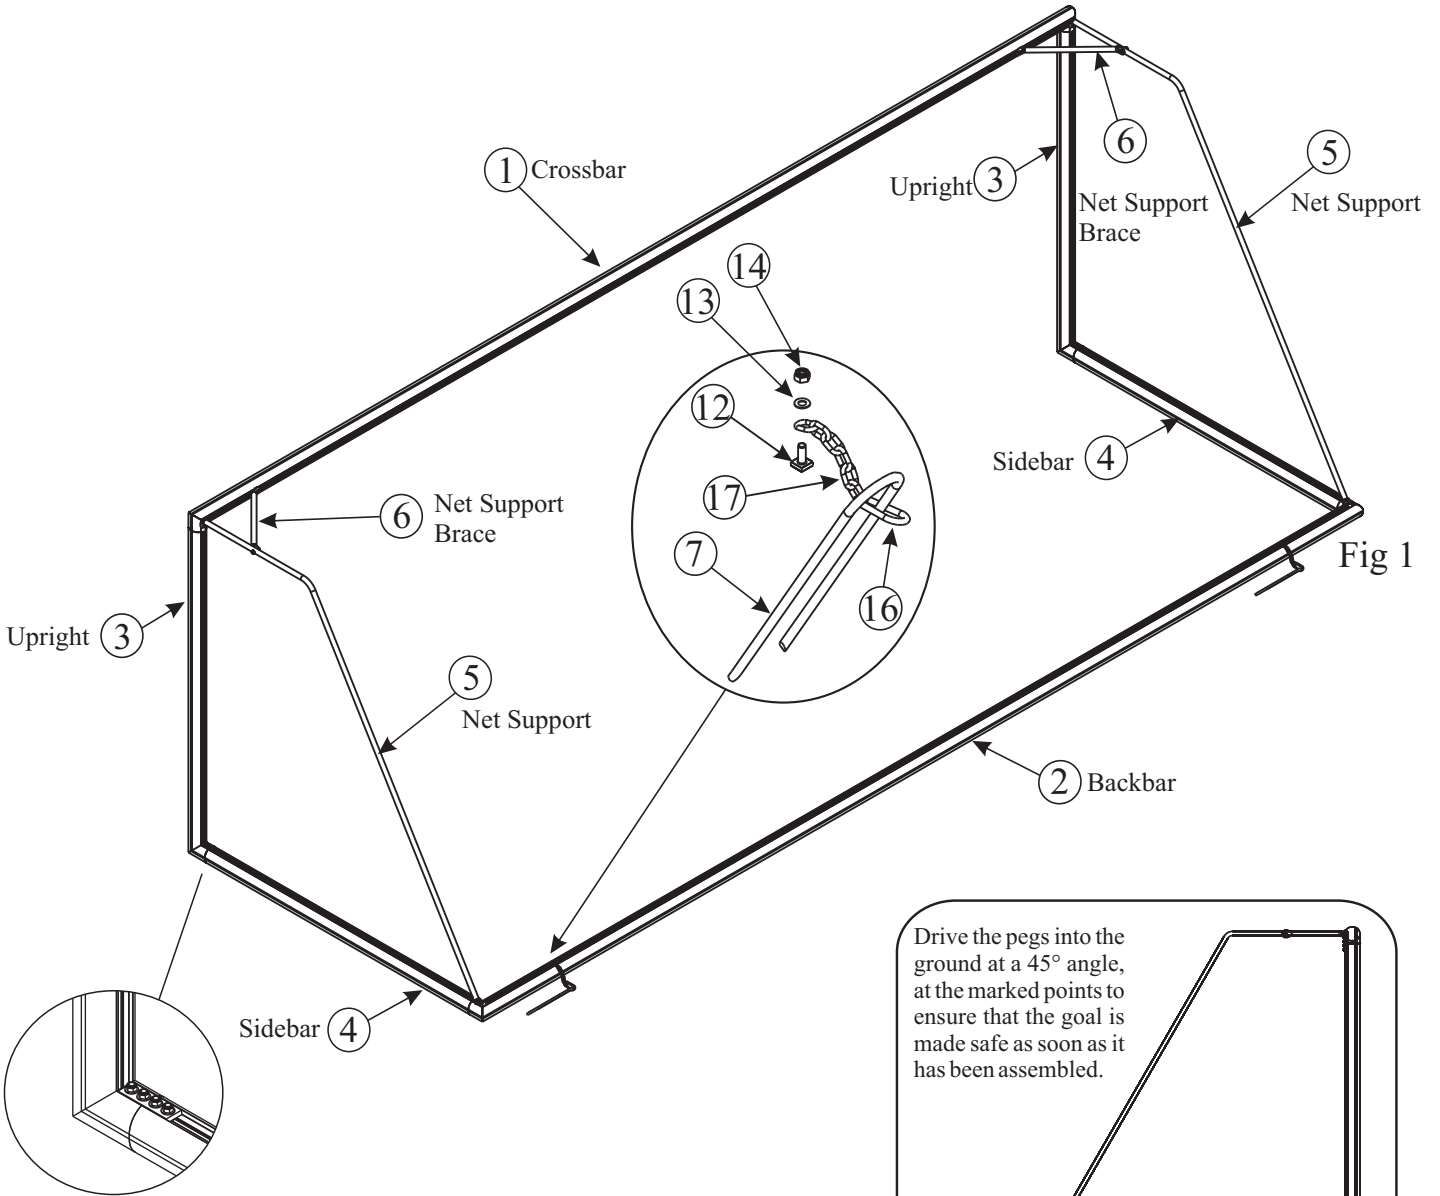 1 Crossbar
6
5
Upright 3
Net Support
Brace
Net Support
14
13
12
Sidebar 4
17
6 Net Support
Brace
7
Fig 1
16
Upright 3
5
Net Support
2 Backbar
Sidebar 4
Drive the pegs into the
ground at a 45° angle,
at the marked points to
ensure that the goal is
made safe as soon as it
has been assembled.